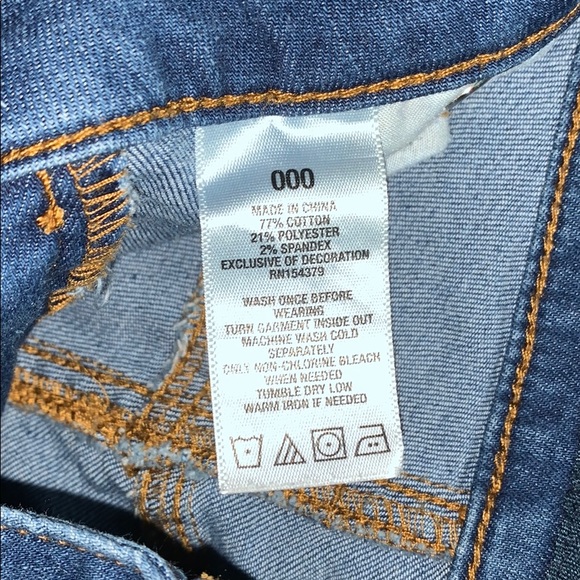 000
MADE IN CHINA
77% COTTON
21% POLYESTER
2% SPANDEX
EXCLUSIVE OF DECORATION
RN154379
WASH ONCE BEFORE
WEARING
TURN GARMENT INSIDE OUT
MACHINE WASH COLD
SEPARATELY
ONLY NON-CHLORINE BLEACH
WHEN NEEDED
TUMBLE DRY LOW
WARM IRON IF NEEDED